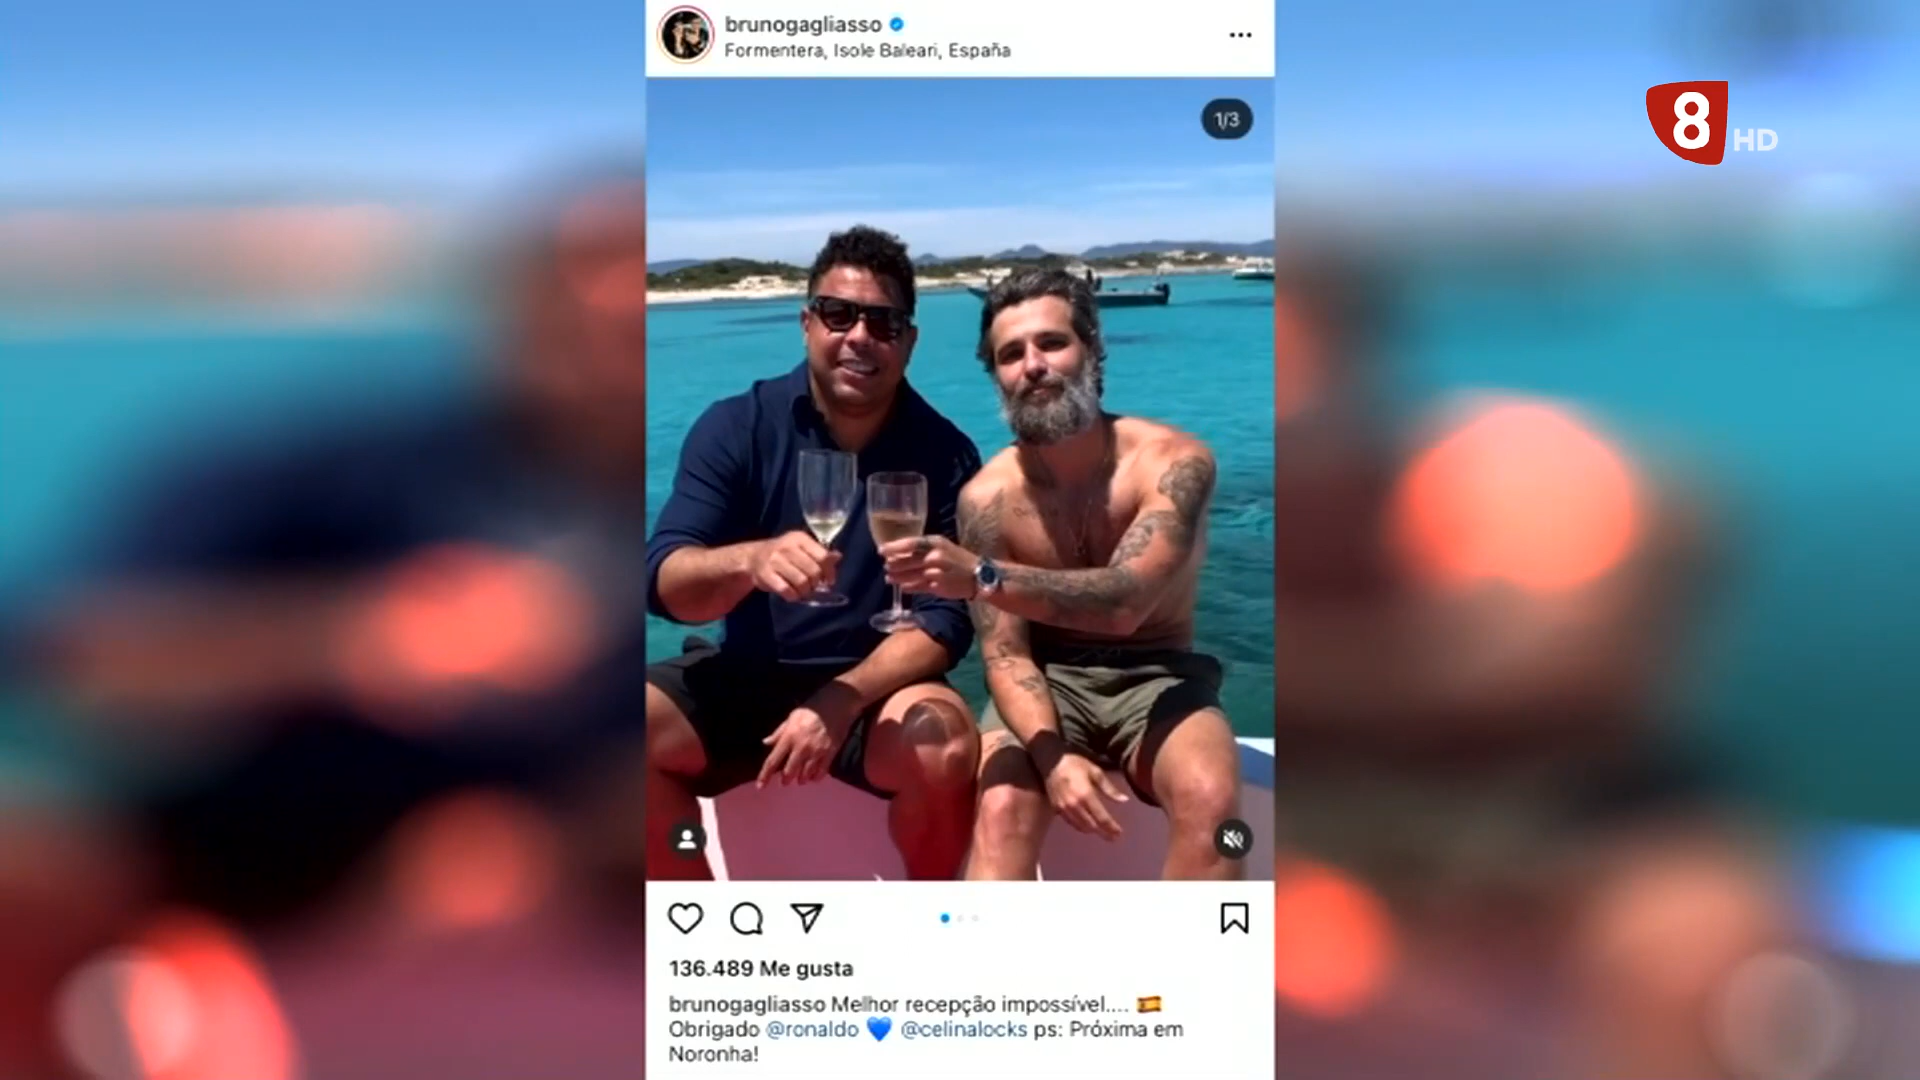 brunogagliasso
Formentera, Isole Baleari, España
1/3
8 HD
136.489 Me gusta
brunogagliasso Melhor recepção impossível.... 🇪🇸
Obrigado @ronaldo 💙 @celinalocks ps: Próxima em
Noronha!